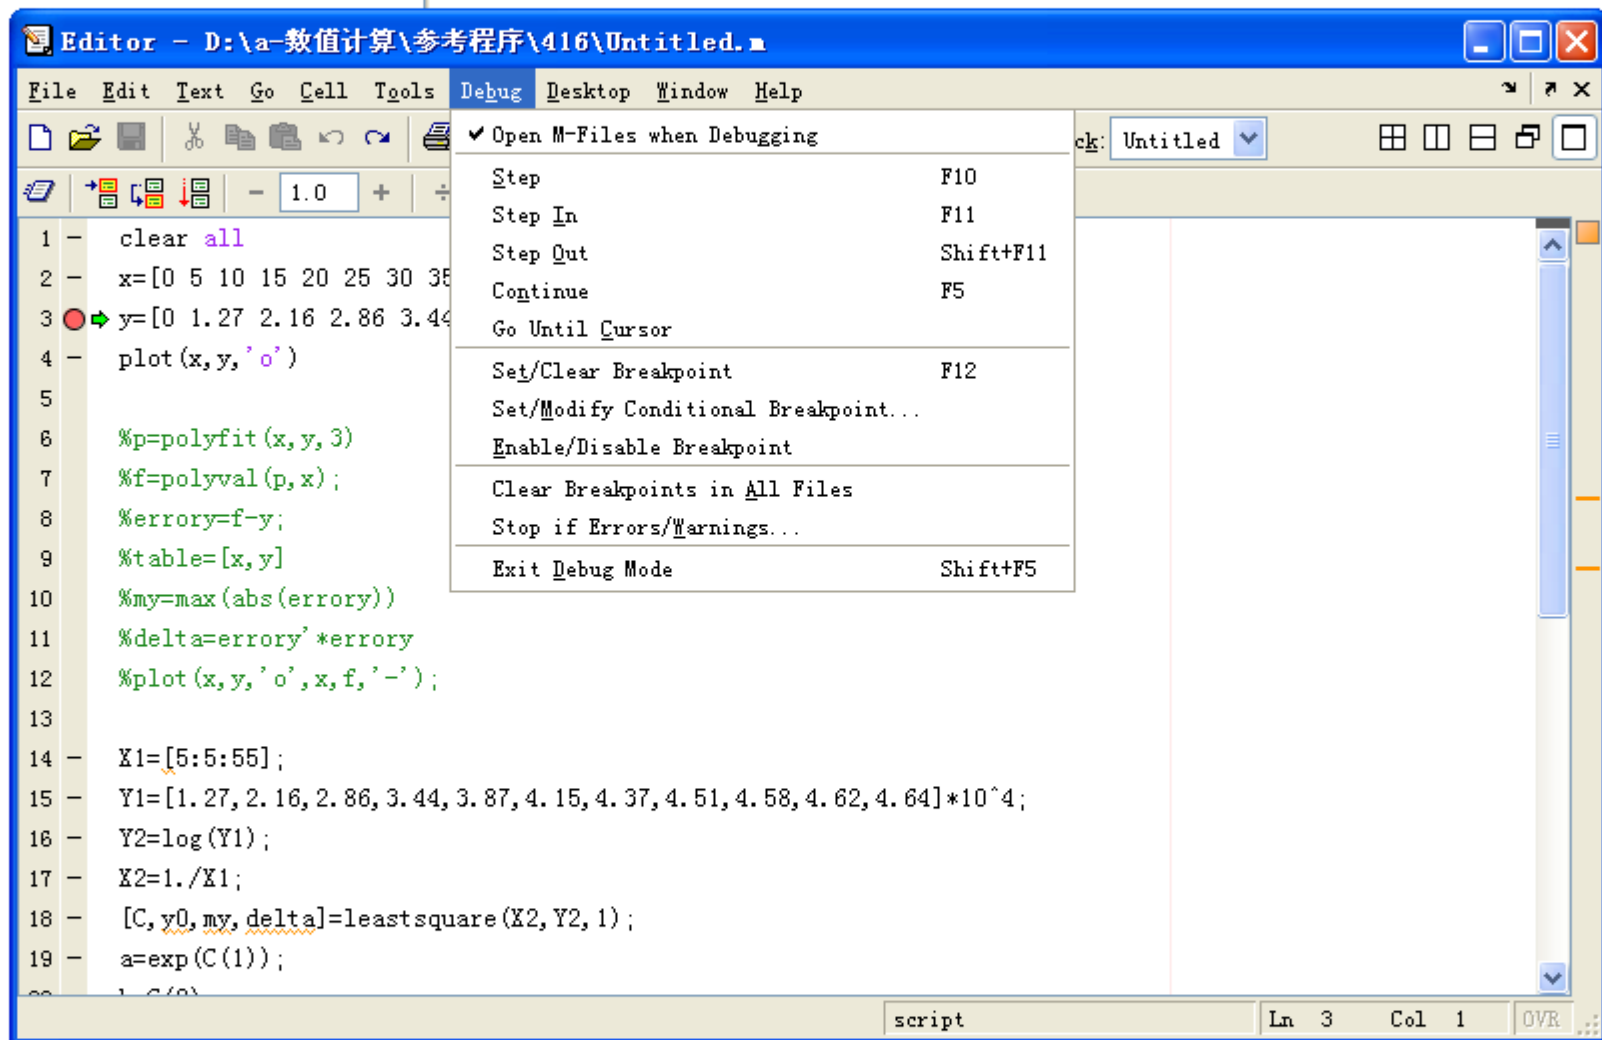 Editor - D:\a-数值计算\参考程序\416\Untitled.m
File Edit Text Go Cell Tools Debug Desktop Window Help
1.0
ck: Untitled
Open M-Files when Debugging
Step F10
Step In F11
Step Out Shift+F11
Continue F5
Go Until Cursor
Set/Clear Breakpoint F12
Set/Modify Conditional Breakpoint...
Enable/Disable Breakpoint
Clear Breakpoints in All Files
Stop if Errors/Warnings...
Exit Debug Mode Shift+F5
1 - clear all
2 - x=[0 5 10 15 20 25 30 35
3 y=[0 1.27 2.16 2.86 3.44
4 - plot(x,y,'o')
5
6 %p=polyfit(x,y,3)
7 %f=polyval(p,x);
8 %errory=f-y;
9 %table=[x,y]
10 %my=max(abs(errory))
11 %delta=errory'*errory
12 %plot(x,y,'o',x,f,'-');
13
14 - X1=[5:5:55];
15 - Y1=[1.27,2.16,2.86,3.44,3.87,4.15,4.37,4.51,4.58,4.62,4.64]*10^4;
16 - Y2=log(Y1);
17 - X2=1./X1;
18 - [C,y0,my,delta]=leastsquare(X2,Y2,1);
19 - a=exp(C(1));
script Ln 3 Col 1 OVR